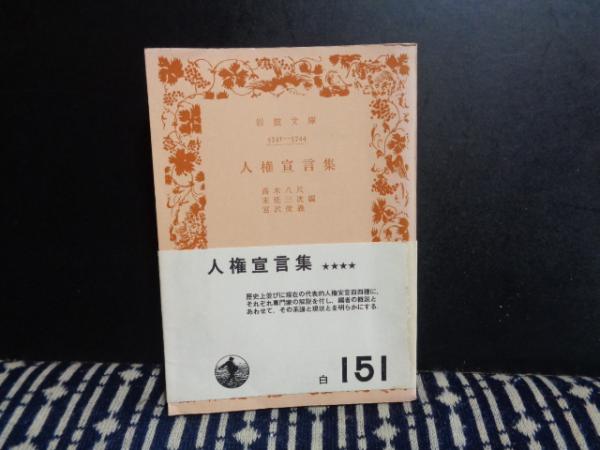 岩波文庫
5741—5744
人権宣言集
高木八尺
末延三次 編
宮沢俊義
人権宣言集 ★★★★
歴史上並びに現在の代表的人権宣言四四種に,
それぞれ専門家の解説を付し, 編者の概説と
あわせて, その系譜と現状とを明らかにする.
白 151